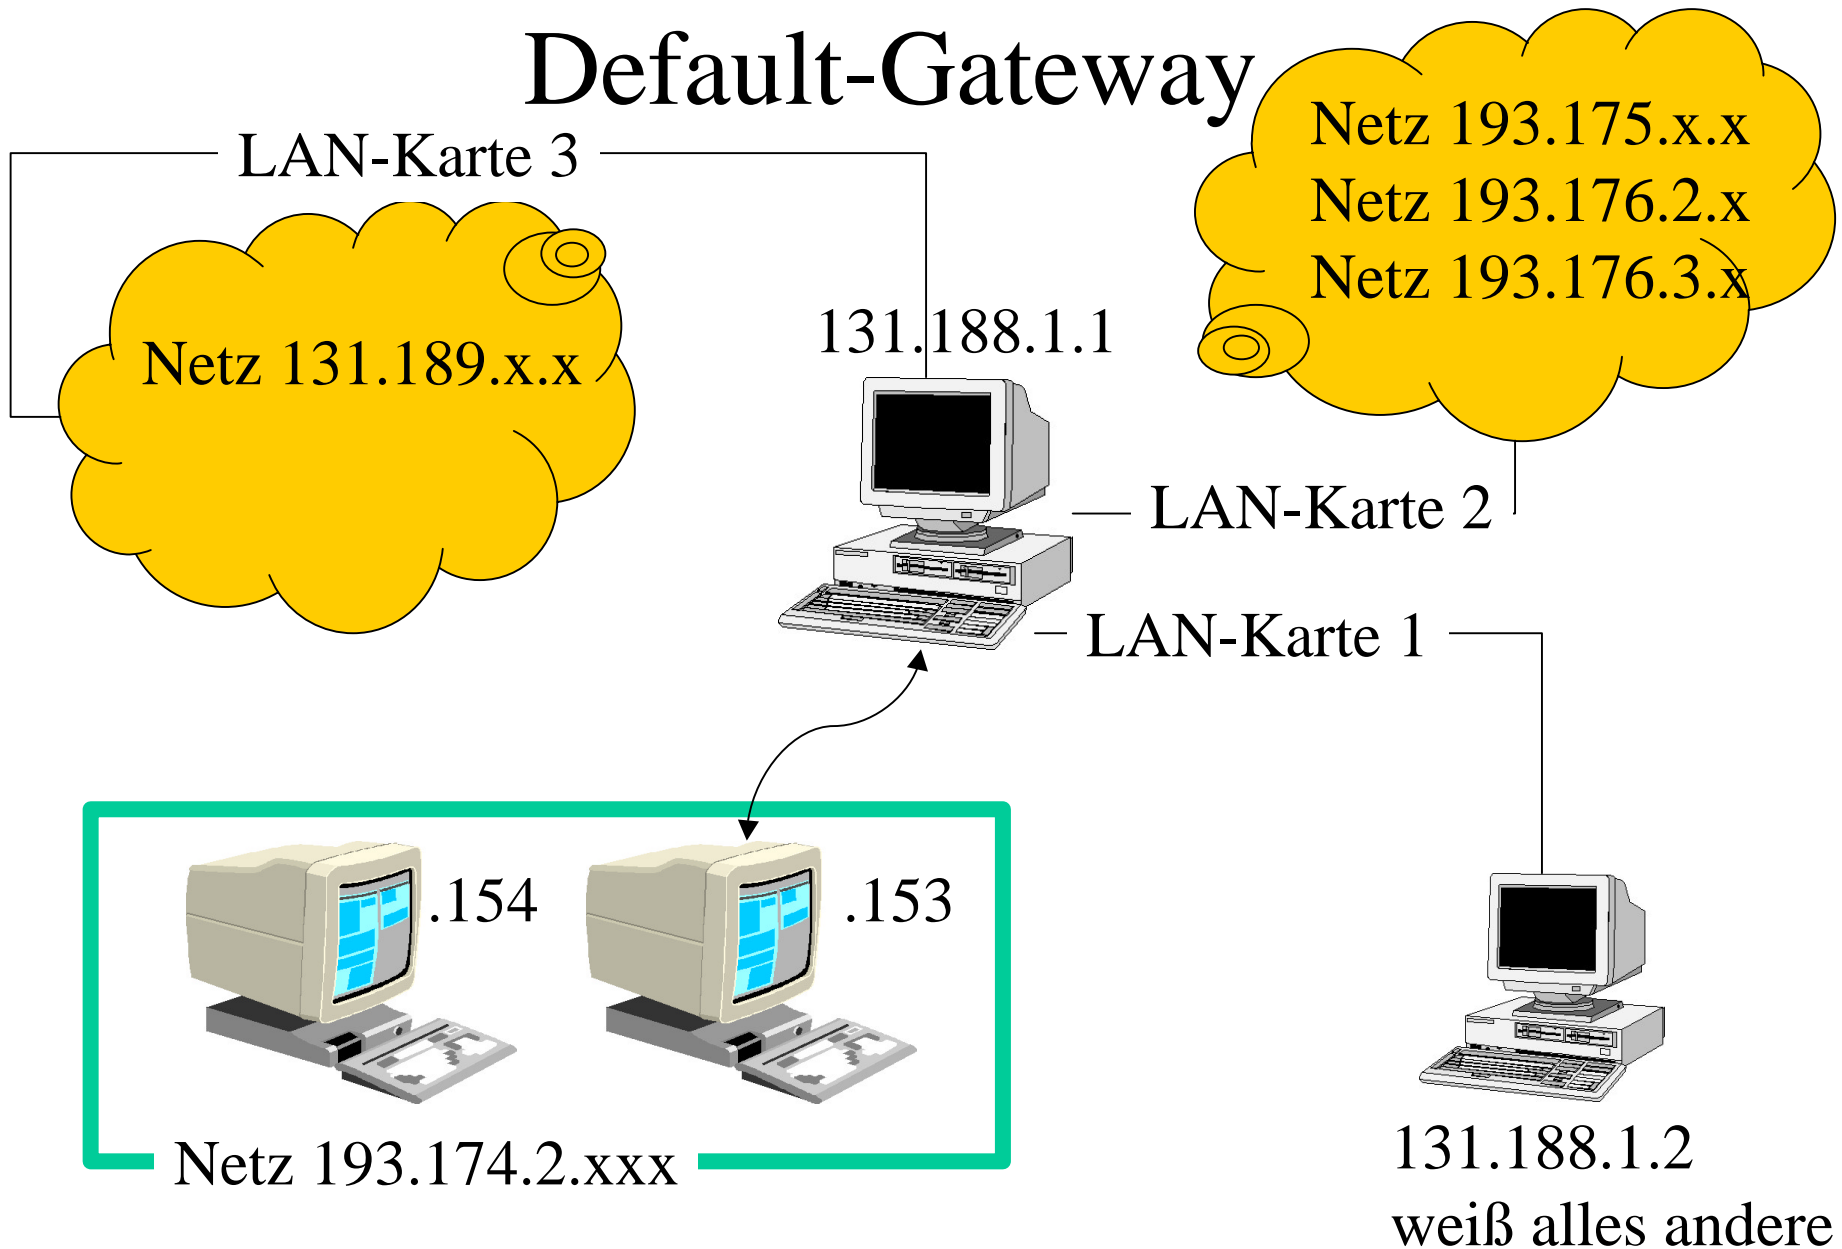 Default-Gateway
LAN-Karte 3
Netz 193.175.x.x
Netz 193.176.2.x
Netz 193.176.3.x
Netz 131.189.x.x
131.188.1.1
LAN-Karte 2
LAN-Karte 1
.154
.153
Netz 193.174.2.xxx
131.188.1.2
weiß alles andere